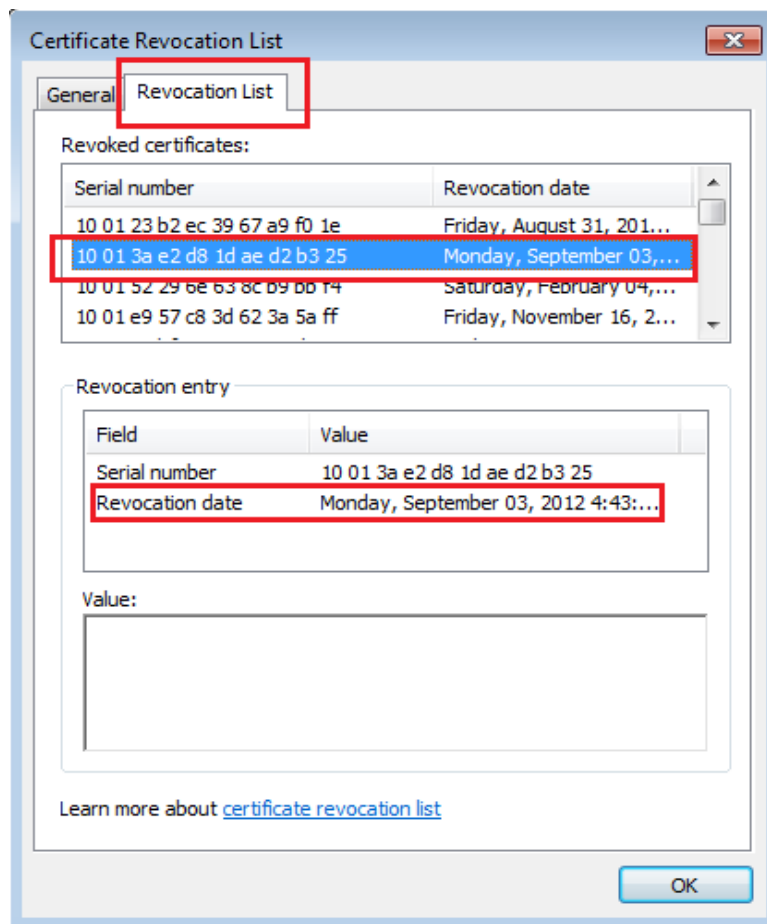 Certificate Revocation List
General Revocation List
Revoked certificates:
Serial number Revocation date
10 01 23 b2 ec 39 67 a9 f0 1e Friday, August 31, 201...
10 01 3a e2 d8 1d ae d2 b3 25 Monday, September 03,...
10 01 52 29 6e 63 8c b9 bb f4 Saturday, February 04,...
10 01 e9 57 c8 3d 62 3a 5a ff Friday, November 16, 2...
Revocation entry
Field Value
Serial number 10 01 3a e2 d8 1d ae d2 b3 25
Revocation date Monday, September 03, 2012 4:43:...
Value:
Learn more about certificate revocation list
OK